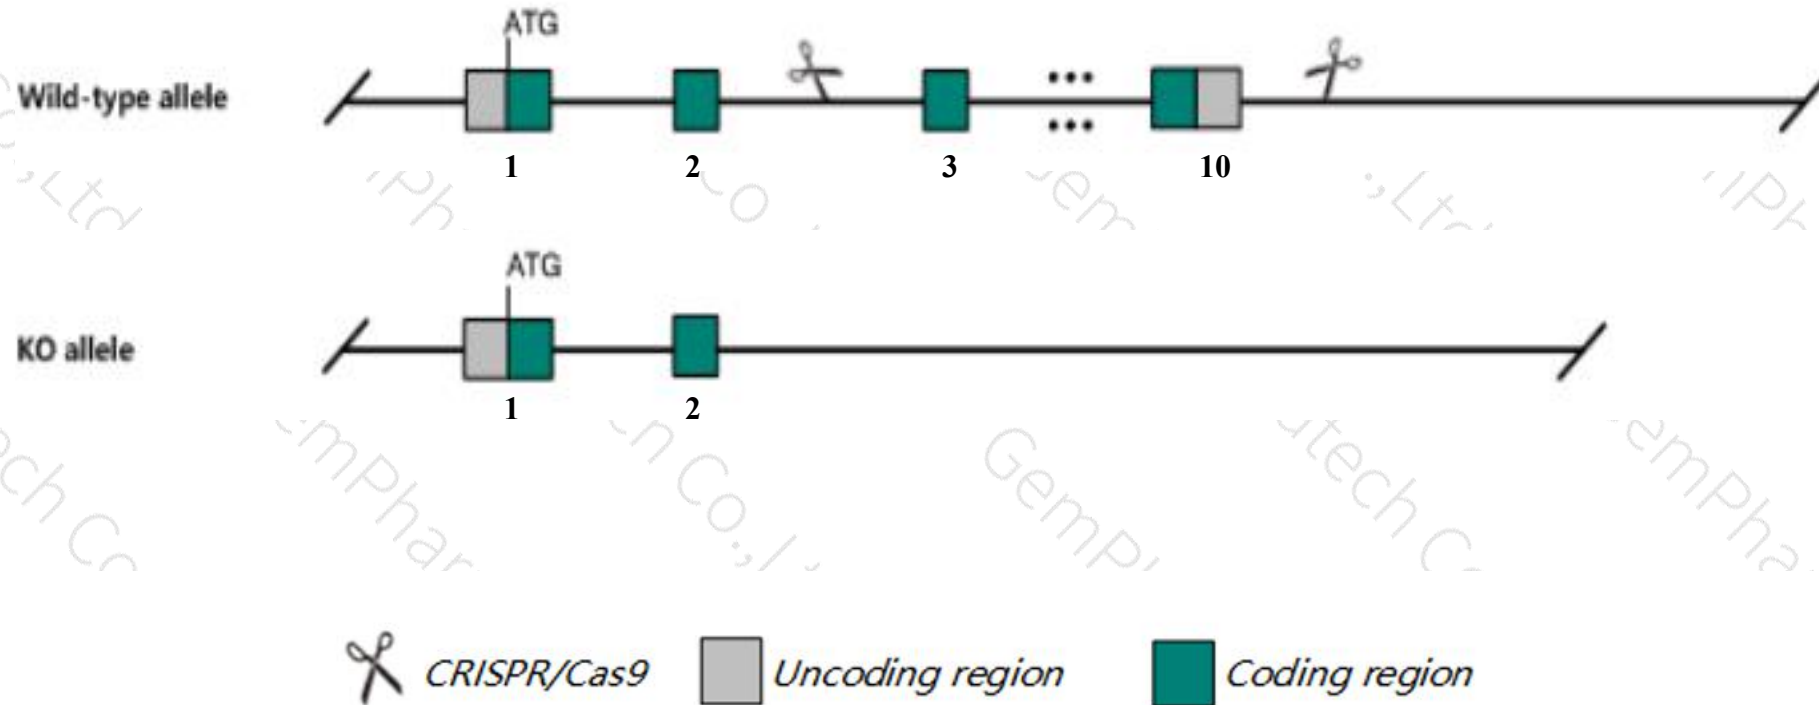 ATG
Wild-type allele
••• •••
1 2 3 10
ATG
KO allele
1 2
CRISPR/Cas9 Uncoding region Coding region